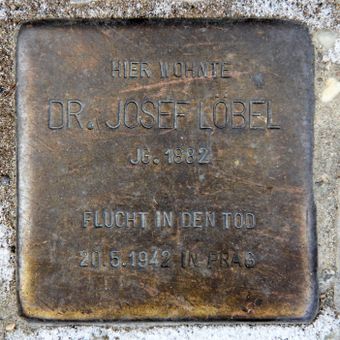 HIER WOHNTE
DR. JOSEF LÖBEL
JG. 1882
FLUCHT IN DEN TOD
20.5.1942 IN PRAG